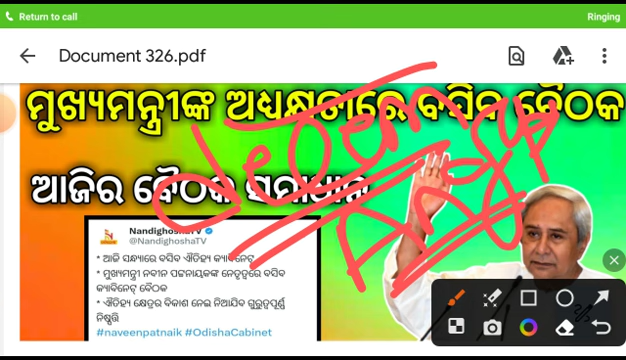 Return to call
Ringing
Document 326.pdf
ମୁଖ୍ୟମନ୍ତ୍ରୀଙ୍କ ଅଧ୍ୟକ୍ଷତାରେ ବସିବ ବୈଠକ
ଆଜିର ବୈଠକ ସମାଧାନ
NandighoshaTV
@NandighoshaTV
* ଆଜି ସନ୍ଧ୍ୟାରେ ବସିବ ଐତିହ୍ୟ କ୍ୟାବିନେଟ୍
* ମୁଖ୍ୟମନ୍ତ୍ରୀ ନବୀନ ପଟ୍ଟନାୟକଙ୍କ ନେତୃତ୍ୱରେ ବସିବ
କ୍ୟାବିନେଟ୍ ବୈଠକ
* ଐତିହ୍ୟ କ୍ଷେତ୍ରର ବିକାଶ ନେଇ ନିଆଯିବ ଗୁରୁତ୍ୱପୂର୍ଣ୍ଣ
ନିଷ୍ପତ୍ତି
#naveenpatnaik #OdishaCabinet